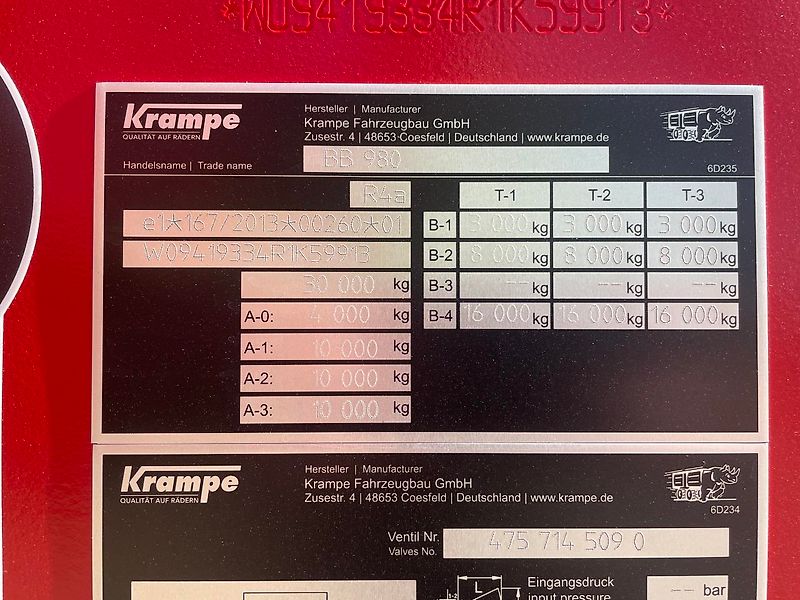 *W09419334R1K59913*
Krampe
QUALITÄT AUF RÄDERN
Hersteller | Manufacturer
Krampe Fahrzeugbau GmbH
Zusestr. 4 | 48653 Coesfeld | Deutschland | www.krampe.de
Handelsname | Trade name BB 980 6D235
R4a T-1 T-2 T-3
e1*167/2013*00260*01 B-1 3 000 kg 3 000 kg 3 000 kg
W09419334R1K59913 B-2 8 000 kg 8 000 kg 8 000 kg
30 000 kg B-3 -- kg -- kg -- kg
A-0: 4 000 kg B-4 16 000 kg 16 000 kg 16 000 kg
A-1: 10 000 kg
A-2: 10 000 kg
A-3: 10 000 kg
Krampe
QUALITÄT AUF RÄDERN
Hersteller | Manufacturer
Krampe Fahrzeugbau GmbH
Zusestr. 4 | 48653 Coesfeld | Deutschland | www.krampe.de
6D234
Ventil Nr. 475 714 509 0
Valves No.
L Eingangsdruck -- bar
1-2 input pressure